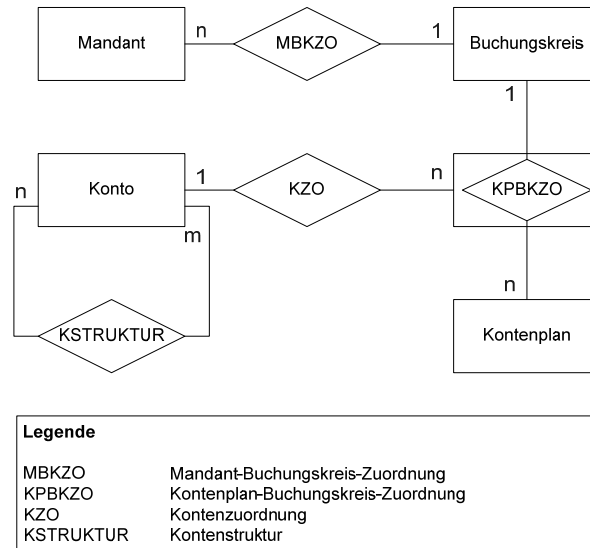 Mandant n MBKZO 1 Buchungskreis
1
n Konto 1 KZO n KPBKZO
m
n
KSTRUKTUR Kontenplan
Legende
MBKZO Mandant-Buchungskreis-Zuordnung
KPBKZO Kontenplan-Buchungskreis-Zuordnung
KZO Kontenzuordnung
KSTRUKTUR Kontenstruktur